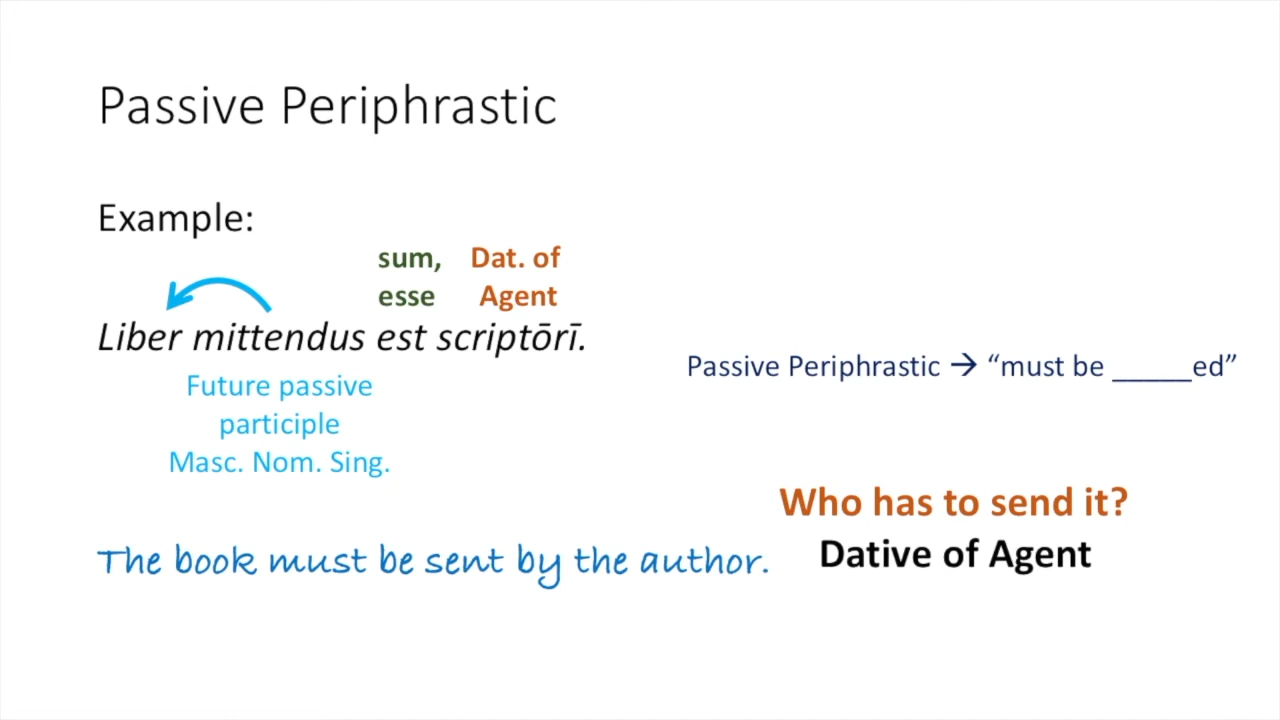 Passive Periphrastic
Example:
sum, Dat. of
esse Agent
Liber mittendus est scriptōrī.
Future passive
participle
Masc. Nom. Sing.
Passive Periphrastic → “must be _____ed”
Who has to send it?
Dative of Agent
The book must be sent by the author.